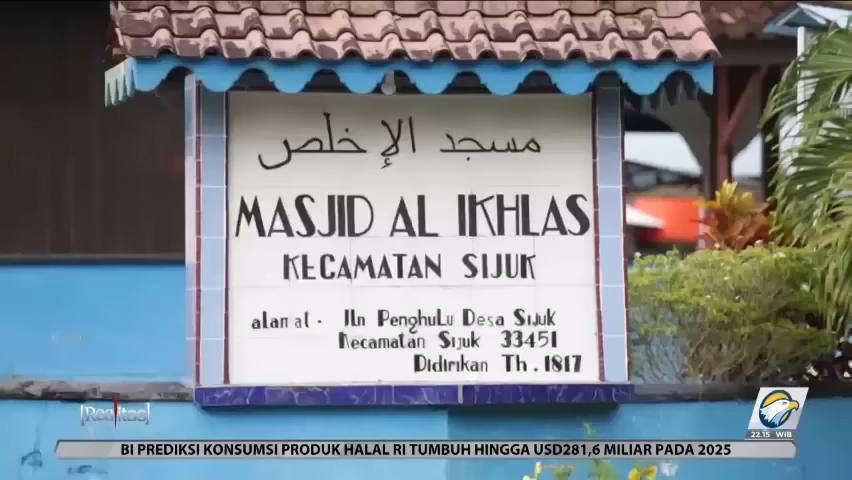 مسجد الإخلص
MASJID AL IKHLAS
KECAMATAN SIJUK
alamat - Jln PenghuLu Desa Sijuk
Kecamatan Sijuk 33451
Didirikan Th. 1817
[Realitas]
22.15 WIB
BI PREDIKSI KONSUMSI PRODUK HALAL RI TUMBUH HINGGA USD281,6 MILIAR PADA 2025